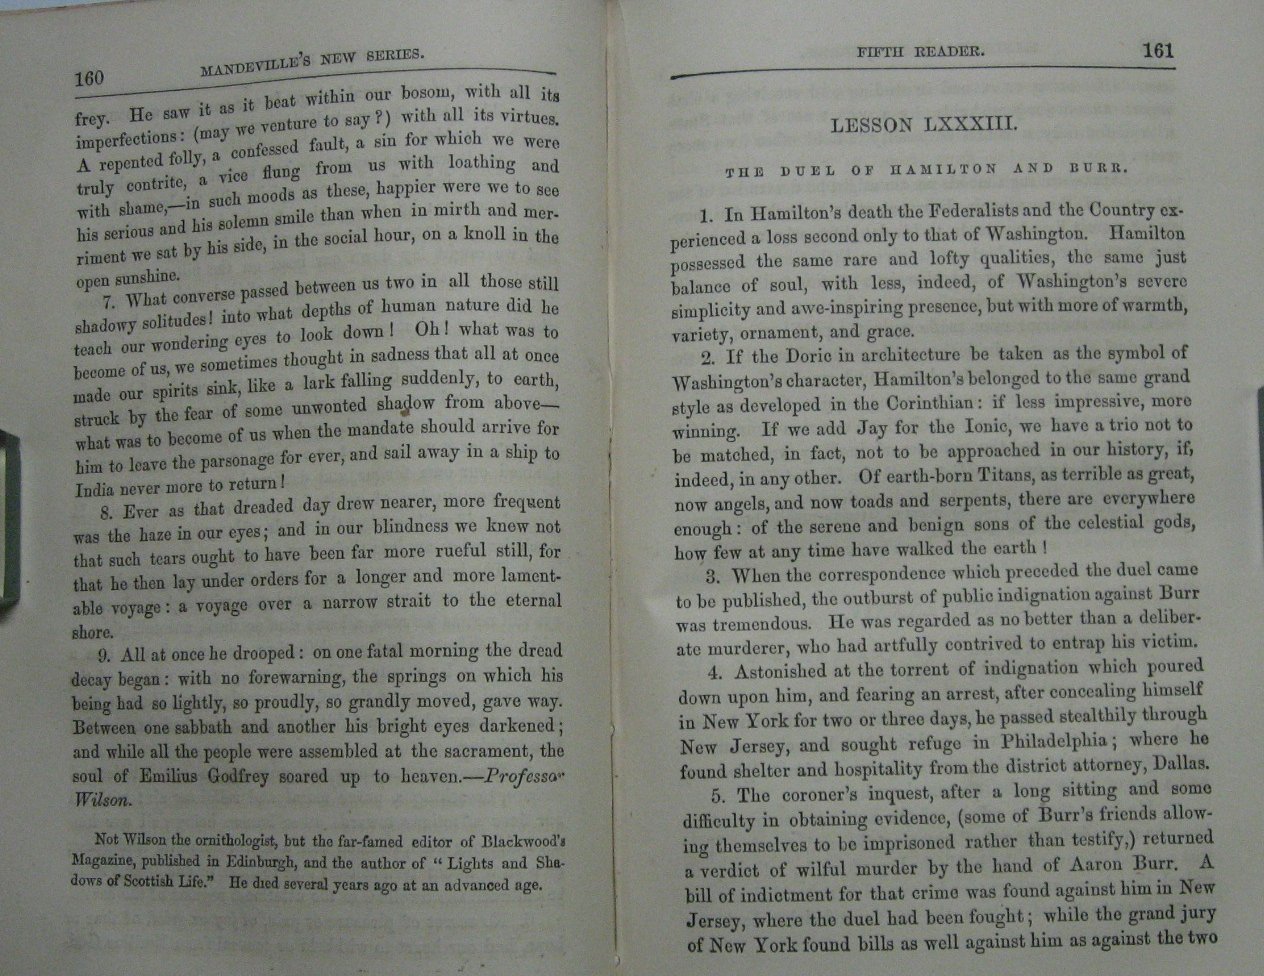 160
MANDEVILLE'S NEW SERIES.
frey. He saw it as it beat within our bosom, with all its
imperfections: (may we venture to say?) with all its virtues.
A repented folly, a confessed fault, a sin for which we were
truly contrite, a vice flung from us with loathing and
with shame,—in such moods as these, happier were we to see
his serious and his solemn smile than when in mirth and mer-
riment we sat by his side, in the social hour, on a knoll in the
open sunshine.
7. What converse passed between us two in all those still
shadowy solitudes! into what depths of human nature did he
teach our wondering eyes to look down! Oh! what was to
become of us, we sometimes thought in sadness that all at once
made our spirits sink, like a lark falling suddenly, to earth,
struck by the fear of some unwonted shadow from above—
what was to become of us when the mandate should arrive for
him to leave the parsonage for ever, and sail away in a ship to
India never more to return!
8. Ever as that dreaded day drew nearer, more frequent
was the haze in our eyes; and in our blindness we knew not
that such tears ought to have been far more rueful still, for
that he then lay under orders for a longer and more lament-
able voyage: a voyage over a narrow strait to the eternal
shore.
9. All at once he drooped: on one fatal morning the dread
decay began: with no forewarning, the springs on which his
being had so lightly, so proudly, so grandly moved, gave way.
Between one sabbath and another his bright eyes darkened;
and while all the people were assembled at the sacrament, the
soul of Emilius Godfrey soared up to heaven.—Professor
Wilson.
Not Wilson the ornithologist, but the far-famed editor of Blackwood's
Magazine, published in Edinburgh, and the author of "Lights and Sha-
dows of Scottish Life." He died several years ago at an advanced age.
FIFTH READER.
161
LESSON LXXXIII.
THE DUEL OF HAMILTON AND BURR.
1. In Hamilton's death the Federalists and the Country ex-
perienced a loss second only to that of Washington. Hamilton
possessed the same rare and lofty qualities, the same just
balance of soul, with less, indeed, of Washington's severe
simplicity and awe-inspiring presence, but with more of warmth,
variety, ornament, and grace.
2. If the Doric in architecture be taken as the symbol of
Washington's character, Hamilton's belonged to the same grand
style as developed in the Corinthian: if less impressive, more
winning. If we add Jay for the Ionic, we have a trio not to
be matched, in fact, not to be approached in our history, if,
indeed, in any other. Of earth-born Titans, as terrible as great,
now angels, and now toads and serpents, there are everywhere
enough: of the serene and benign sons of the celestial gods,
how few at any time have walked the earth!
3. When the correspondence which preceded the duel came
to be published, the outburst of public indignation against Burr
was tremendous. He was regarded as no better than a deliber-
ate murderer, who had artfully contrived to entrap his victim.
4. Astonished at the torrent of indignation which poured
down upon him, and fearing an arrest, after concealing himself
in New York for two or three days, he passed stealthily through
New Jersey, and sought refuge in Philadelphia; where he
found shelter and hospitality from the district attorney, Dallas.
5. The coroner's inquest, after a long sitting and some
difficulty in obtaining evidence, (some of Burr's friends allow-
ing themselves to be imprisoned rather than testify,) returned
a verdict of wilful murder by the hand of Aaron Burr. A
bill of indictment for that crime was found against him in New
Jersey, where the duel had been fought; while the grand jury
of New York found bills as well against him as against the two